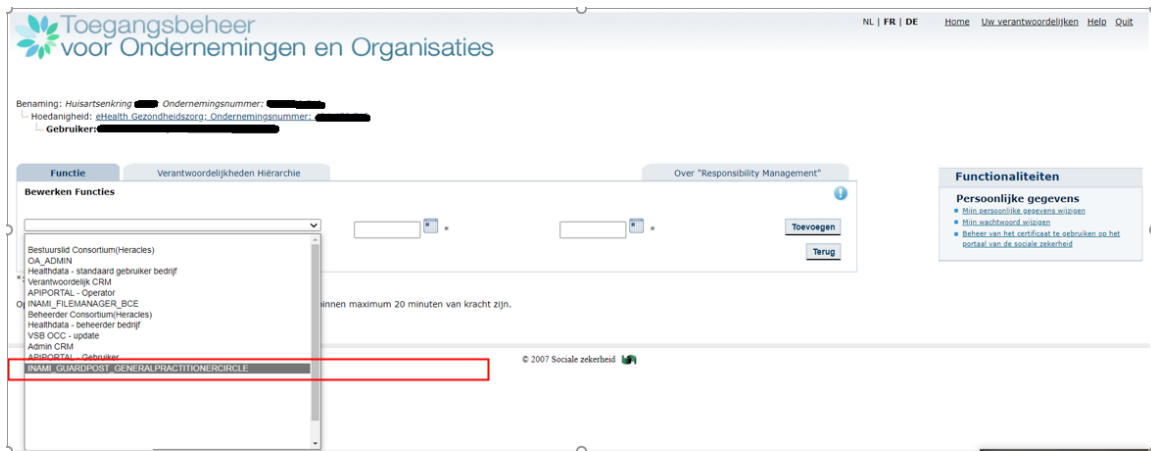 Toegangsbeheer
voor Ondernemingen en Organisaties
NL | FR | DE
Home Uw verantwoordelijken Help Quit
Benaming: Huisartsenkring Ondernemingsnummer:
Hoedanigheid: eHealth Gezondheidszorg; Ondernemingsnummer:
Gebruiker:
Functie
Verantwoordelijkheden Hiërarchie
Over "Responsibility Management"
Bewerken Functies
* 
*
Toevoegen
Terug
Bestuurslid Consortium(Heracles)
OA_ADMIN
Healthdata - standaard gebruiker bedrijf
Verantwoordelijk CRM
APIPORTAL - Operator
INAMI_FILEMANAGER_BCE
Beheerder Consortium(Heracles)
Healthdata - beheerder bedrijf
VSB OCC - update
Admin CRM
APIPORTAL - Gebruiker
INAMI_GUARDPOST_GENERALPRACTITIONERCIRCLE
*:
binnen maximum 20 minuten van kracht zijn.
Functionaliteiten
Persoonlijke gegevens
Mijn persoonlijke gegevens wijzigen
Mijn wachtwoord wijzigen
Beheer van het certificaat te gebruiken op het
portaal van de sociale zekerheid
© 2007 Sociale zekerheid